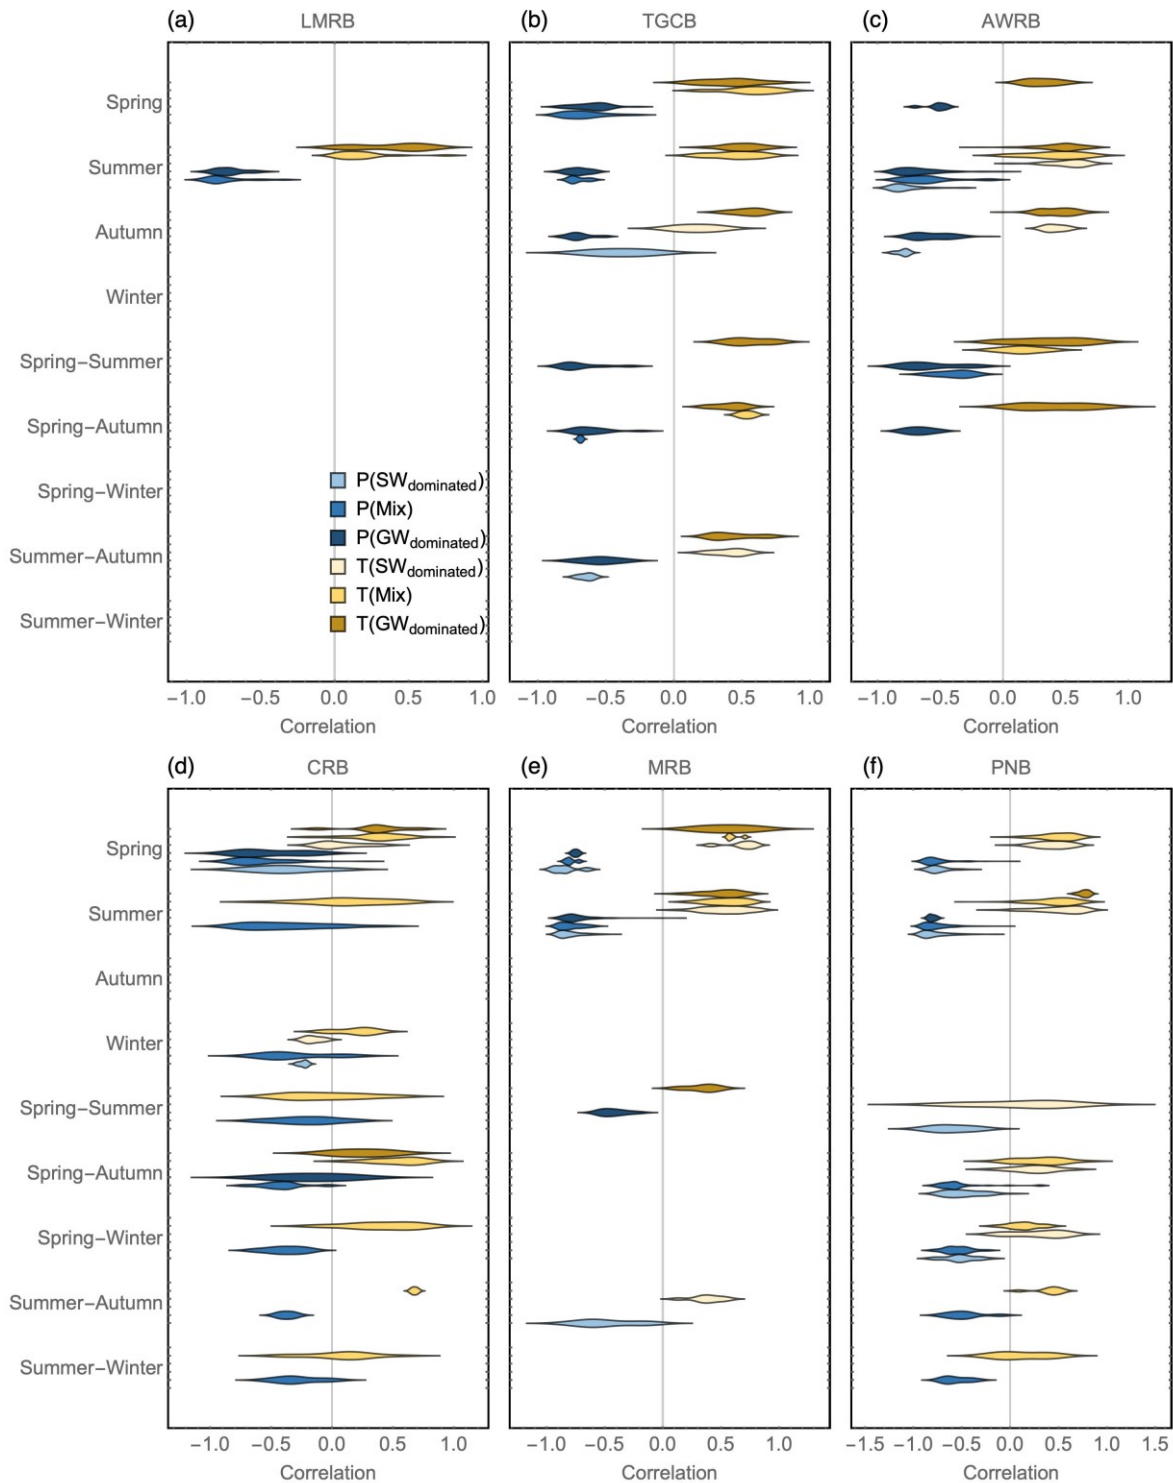 (a) LMRB
(b) TGCB
(c) AWRB
Spring
Summer
Autumn
Winter
Spring–Summer
Spring–Autumn
Spring–Winter
Summer–Autumn
Summer–Winter
P(SWdominated)
P(Mix)
P(GWdominated)
T(SWdominated)
T(Mix)
T(GWdominated)
−1.0 −0.5 0.0 0.5 1.0
−1.0 −0.5 0.0 0.5 1.0
−1.0 −0.5 0.0 0.5 1.0
Correlation
Correlation
Correlation
(d) CRB
(e) MRB
(f) PNB
Spring
Summer
Autumn
Winter
Spring–Summer
Spring–Autumn
Spring–Winter
Summer–Autumn
Summer–Winter
−1.0 −0.5 0.0 0.5 1.0
−1.0 −0.5 0.0 0.5 1.0
−1.5 −1.0 −0.5 0.0 0.5 1.0 1.5
Correlation
Correlation
Correlation